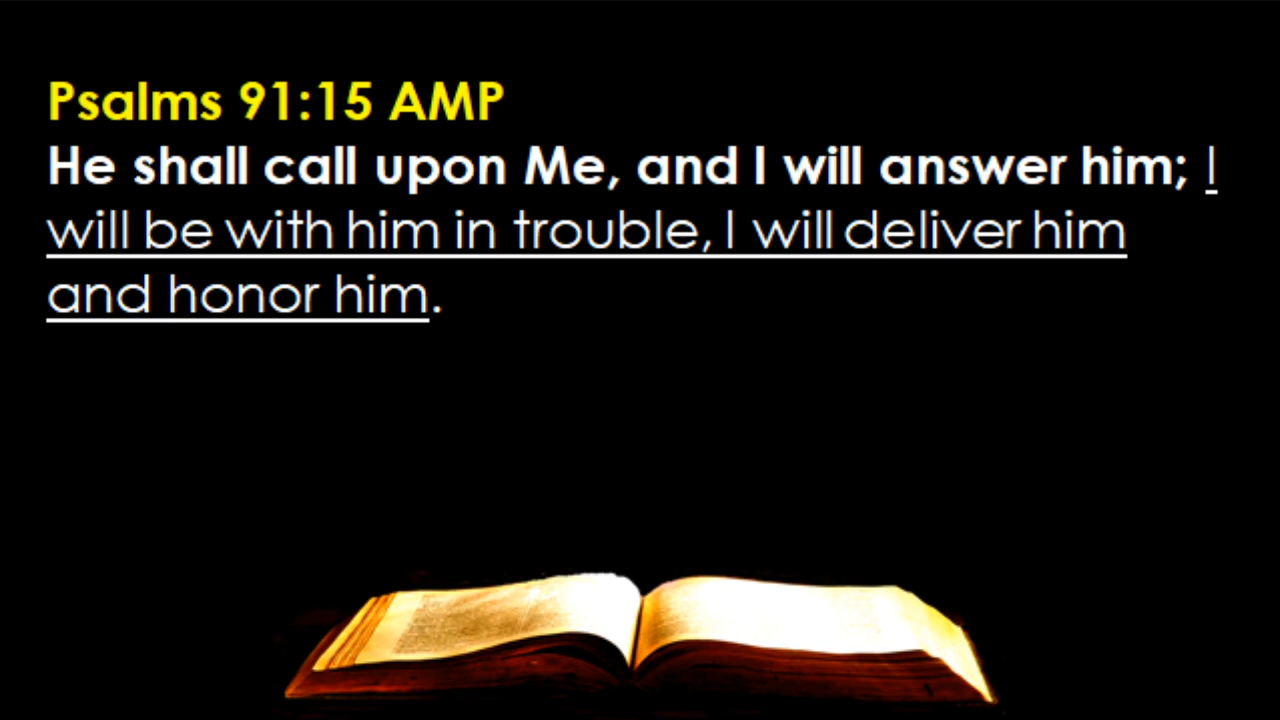 Psalms 91:15 AMP
He shall call upon Me, and I will answer him; I
will be with him in trouble, I will deliver him
and honor him.